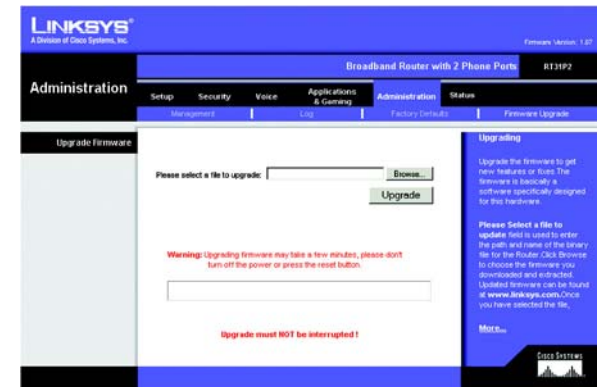 LINKSYS®
A Division of Cisco Systems, Inc.
Firmware Version: 1.07
Broadband Router with 2 Phone Ports
RT31P2
Administration
Setup
Security
Voice
Applications & Gaming
Administration
Status
Management
Log
Factory Defaults
Firmware Upgrade
Upgrade Firmware
Please select a file to upgrade:
Browse...
Upgrade
Warning: Upgrading firmware may take a few minutes, please don't
turn off the power or press the reset button.
Upgrade must NOT be interrupted !
Upgrading
Upgrade the firmware to get
new features or fixes The
firmware is basically a
software specifically designed
for this hardware.
Please Select a file to
update field is used to enter
the path and name of the binary
file for the Router.Click Browse
to choose the firmware you
downloaded and extracted.
Updated firmware can be found
at www.linksys.com.Once
you have selected the file,
More...
CISCO SYSTEMS